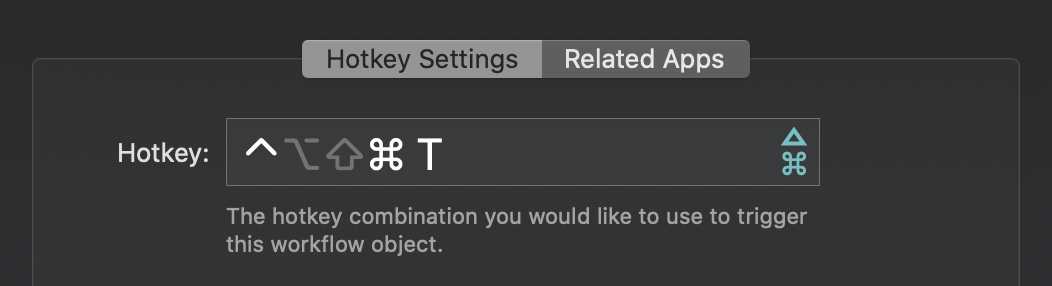 Hotkey Settings Related Apps
Hotkey: ⌃⌥⇧⌘ T
The hotkey combination you would like to use to trigger
this workflow object.